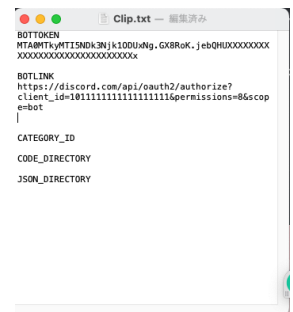 Clip.txt — 編集済み
BOTTOKEN
MTA0MTkyMTI5NDk3Njk1ODUxNg.GX8RoK.jebQHUXXXXXXXX
XXXXXXXXXXXXXXXXXXXXXXx
BOTLINK
https://discord.com/api/oauth2/authorize?
client_id=1011111111111111111&permissions=8&scop
e=bot
CATEGORY_ID
CODE_DIRECTORY
JSON_DIRECTORY